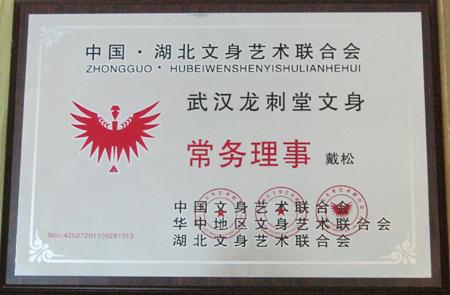 中国·湖北文身艺术联合会
ZHONGGUO·HUBEIWENSHENYISHULIANHEHUI
武汉龙刺堂文身
常务理事 戴松
中国文身艺术联合会
华中地区文身艺术联合会
湖北文身艺术联合会
Nov:42027201105281013